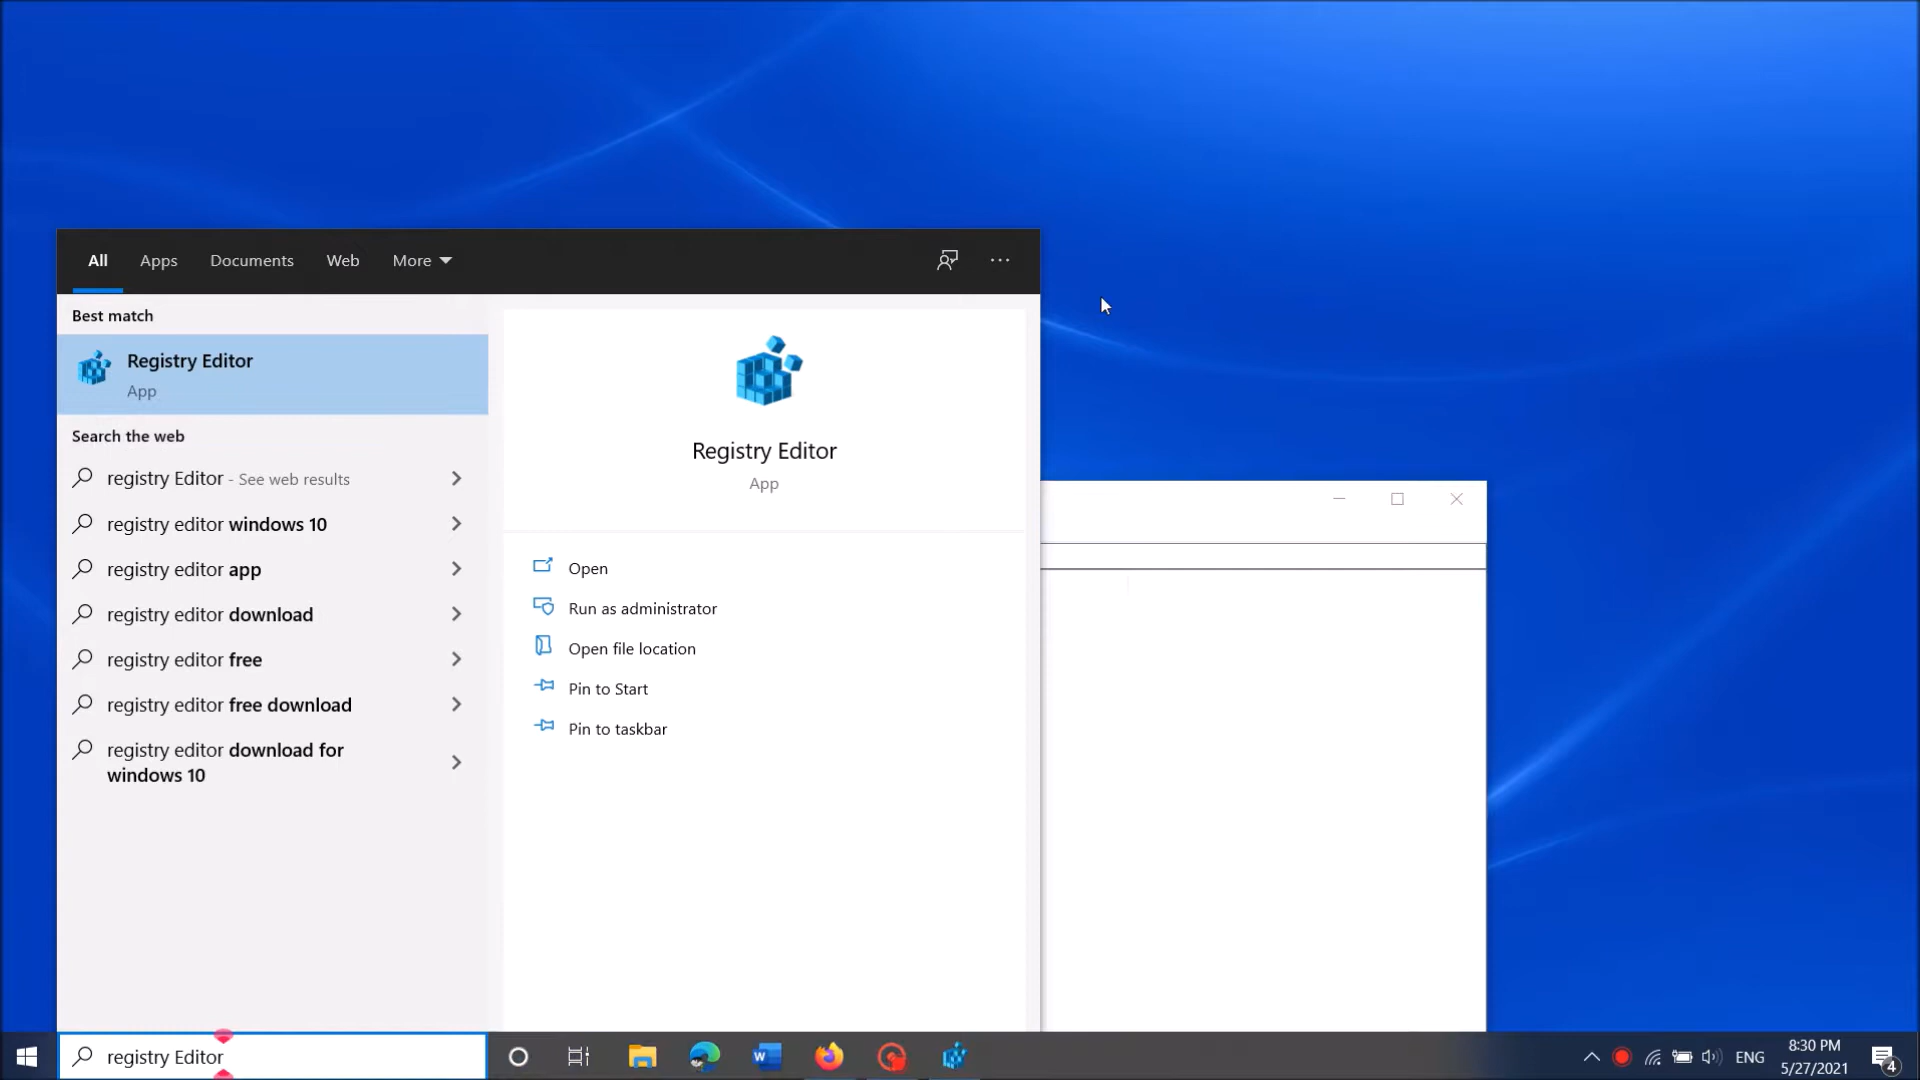 All Apps Documents Web More
Best match
Registry Editor
App
Search the web
registry Editor - See web results
registry editor windows 10
registry editor app
registry editor download
registry editor free
registry editor free download
registry editor download for
windows 10
Registry Editor
App
Open
Run as administrator
Open file location
Pin to Start
Pin to taskbar
registry Editor
ENG
8:30 PM
5/27/2021
4